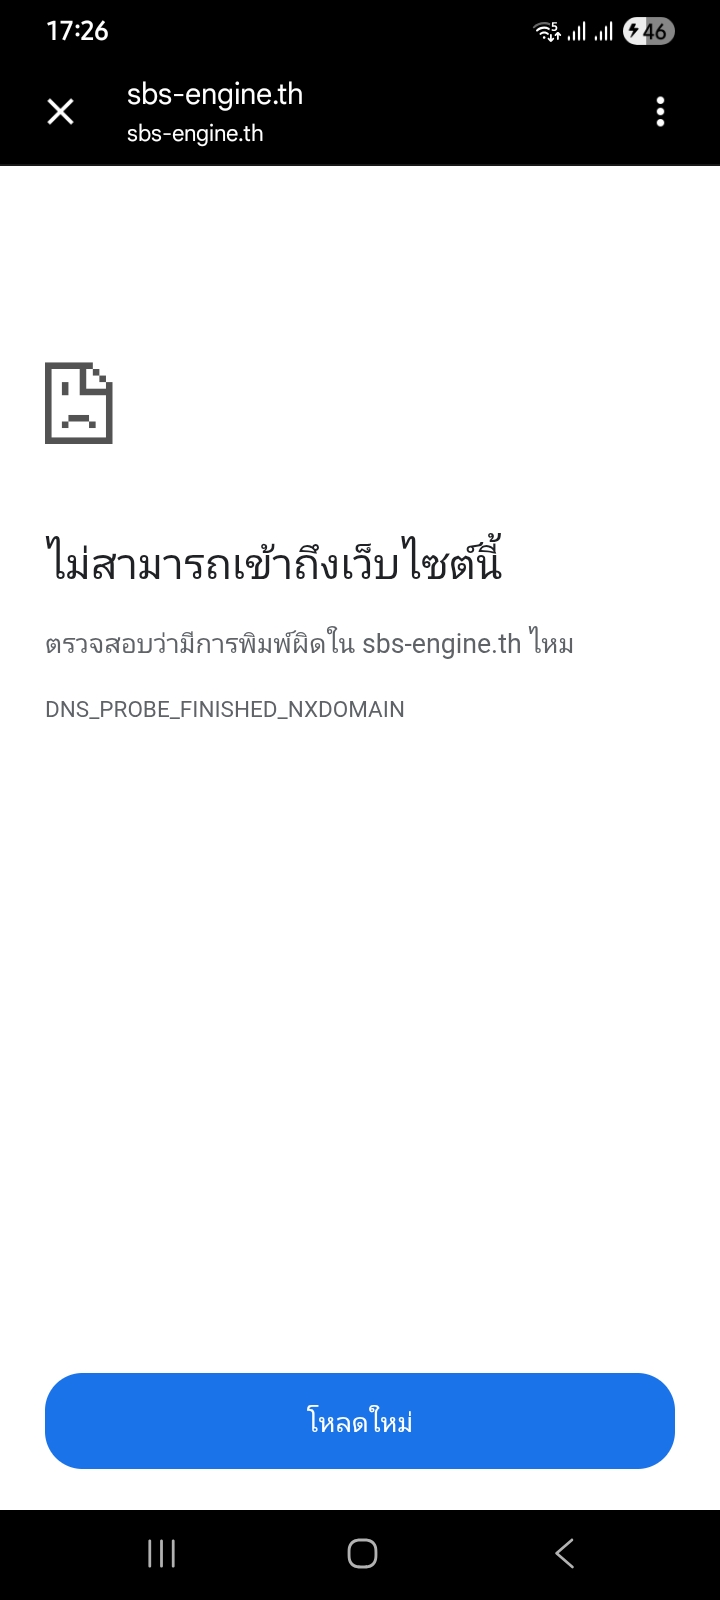 17:26
5
46
sbs-engine.th
sbs-engine.th
ไม่สามารถเข้าถึงเว็บไซต์นี้
ตรวจสอบว่ามีการพิมพ์ผิดใน sbs-engine.th ไหม
DNS_PROBE_FINISHED_NXDOMAIN
โหลดใหม่